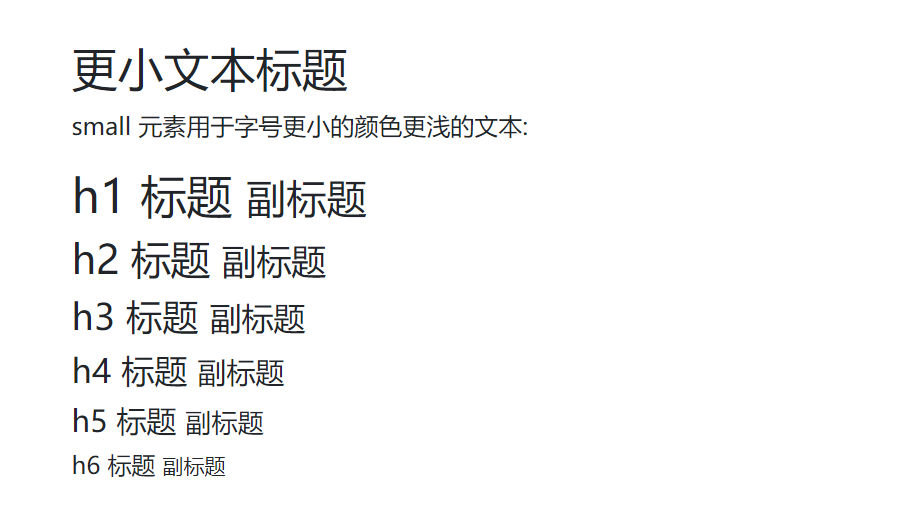 更小文本标题
small 元素用于字号更小的颜色更浅的文本:
h1 标题 副标题
h2 标题 副标题
h3 标题 副标题
h4 标题 副标题
h5 标题 副标题
h6 标题 副标题